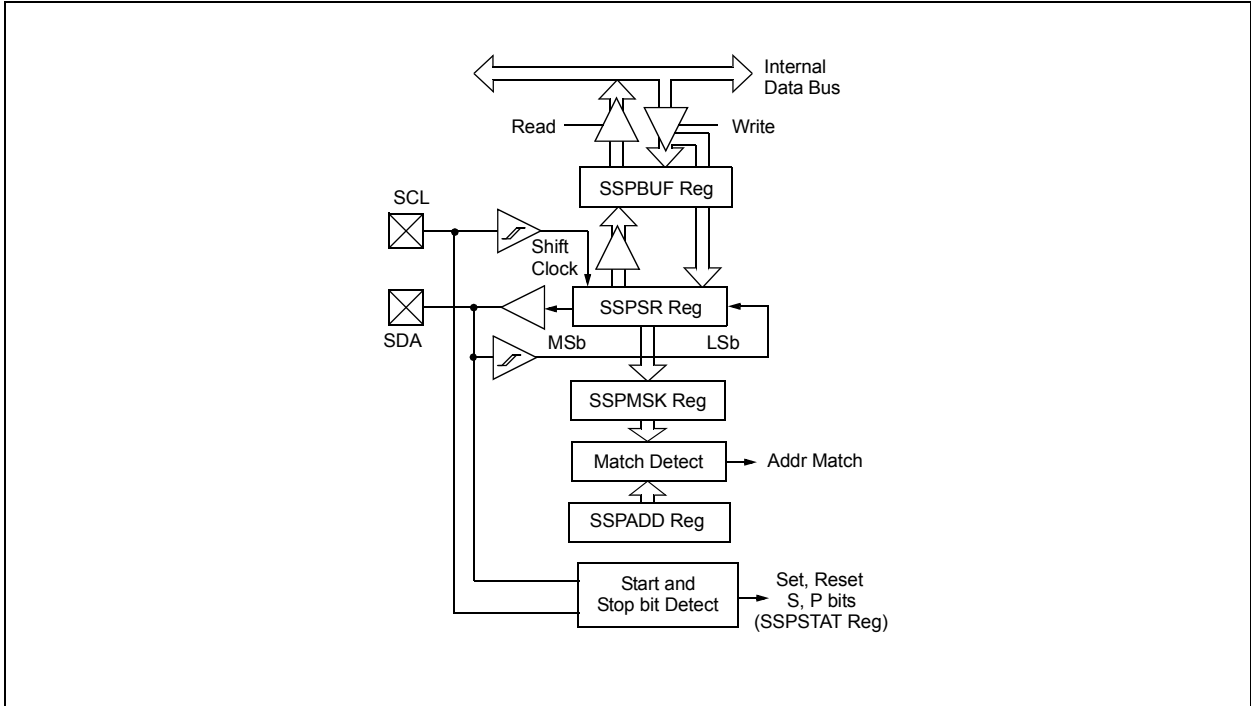 Internal
Data Bus
Read
Write
SSPBUF Reg
SCL
Shift
Clock
SSPSR Reg
SDA
MSb
LSb
SSPMSK Reg
Match Detect
Addr Match
SSPADD Reg
Start and
Stop bit Detect
Set, Reset
S, P bits
(SSPSTAT Reg)